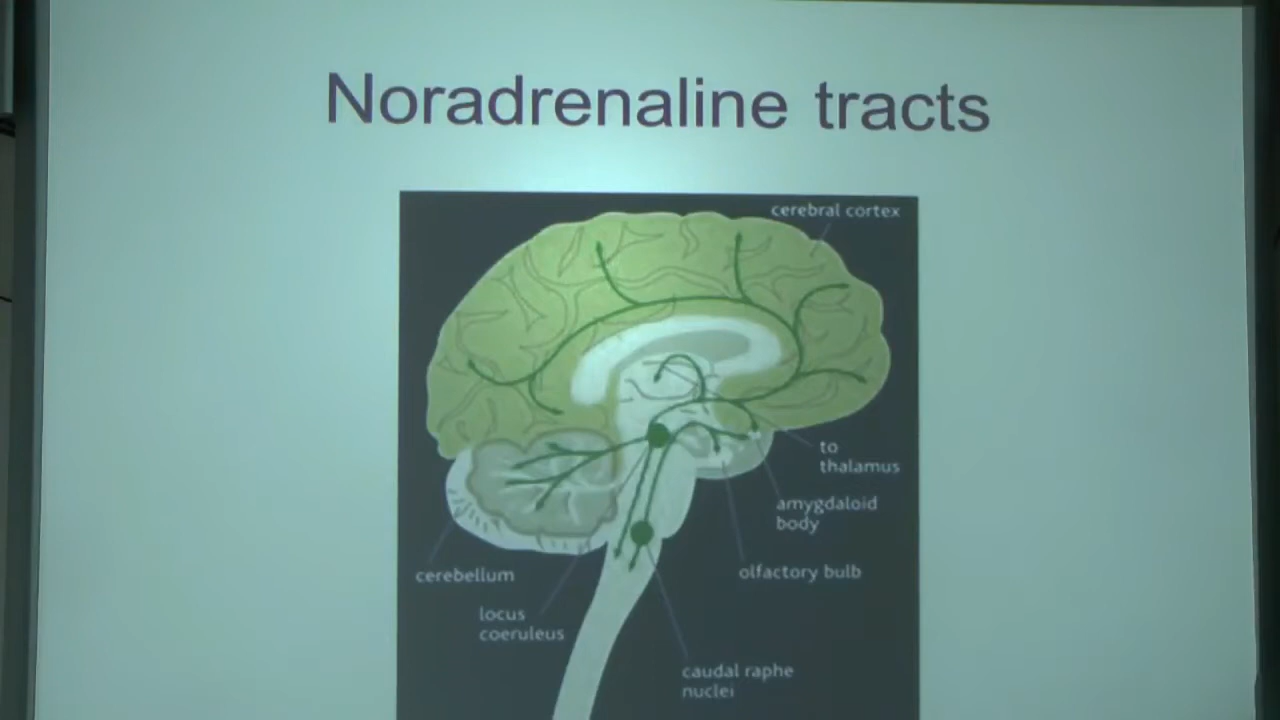 Noradrenaline tracts
cerebral cortex
to
thalamus
amygdaloid
body
olfactory bulb
cerebellum
locus
coeruleus
caudal raphe
nuclei